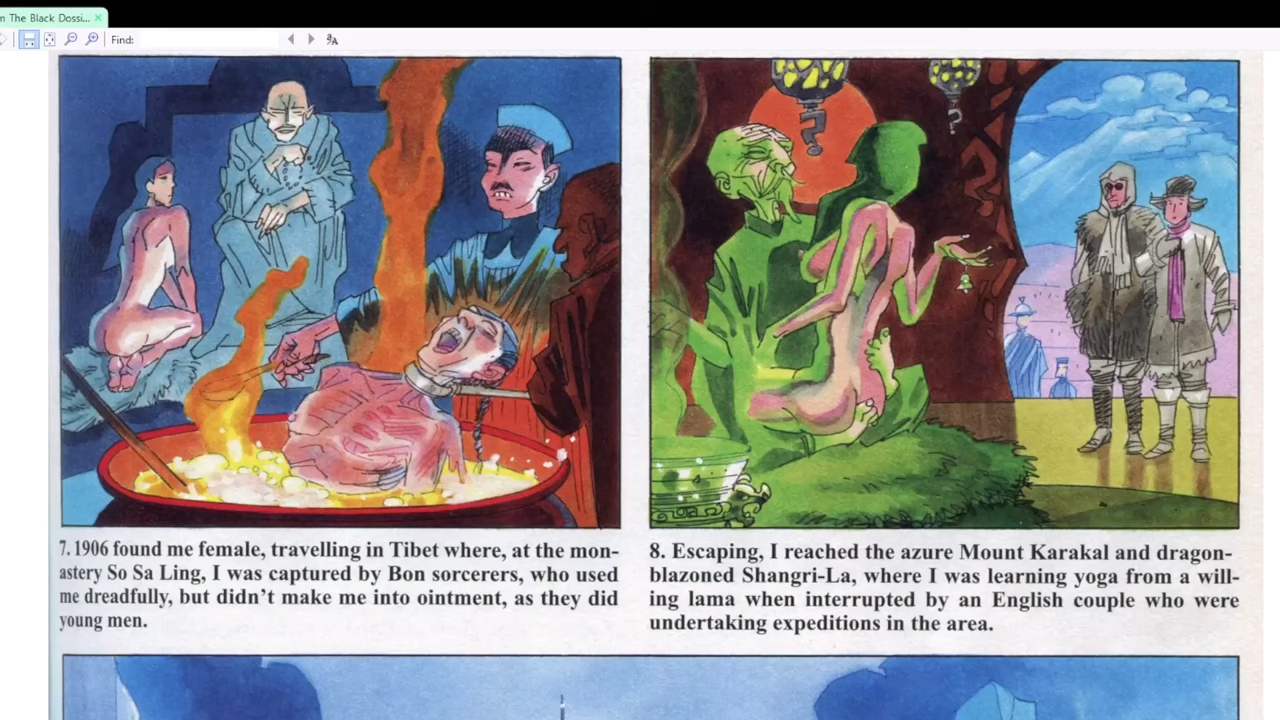 m The Black Dossi...
Find:
7. 1906 found me female, travelling in Tibet where, at the mon-
astery So Sa Ling, I was captured by Bon sorcerers, who used
me dreadfully, but didn't make me into ointment, as they did
young men.
8. Escaping, I reached the azure Mount Karakal and dragon-
blazoned Shangri-La, where I was learning yoga from a will-
ing lama when interrupted by an English couple who were
undertaking expeditions in the area.